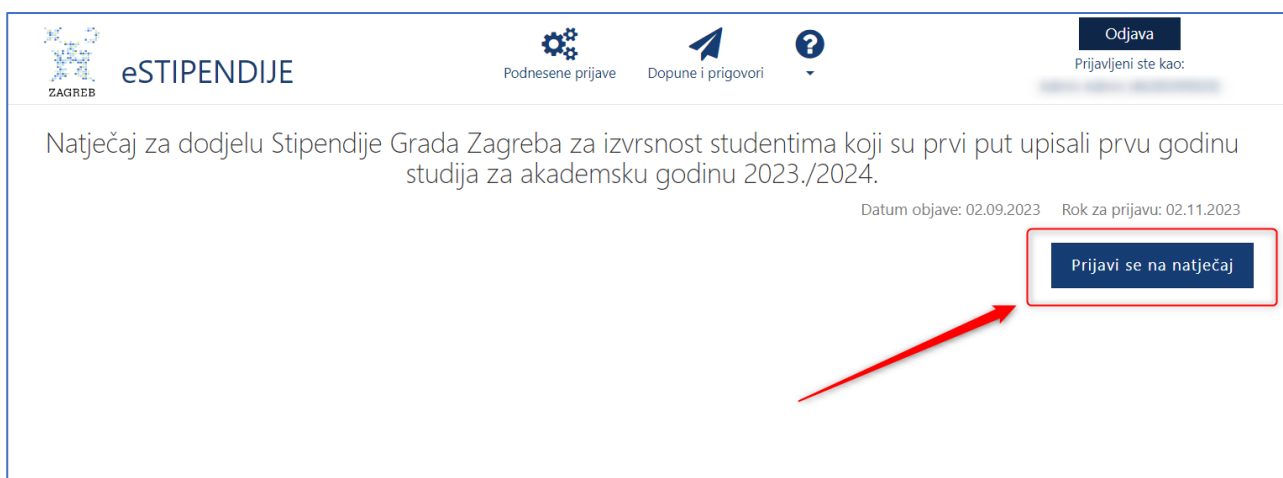 ZAGREB
eSTIPENDIJE
Podnesene prijave
Dopune i prigovori
?
Odjava
Prijavljeni ste kao:
Natječaj za dodjelu Stipendije Grada Zagreba za izvrsnost studentima koji su prvi put upisali prvu godinu
studija za akademsku godinu 2023./2024.
Datum objave: 02.09.2023 Rok za prijavu: 02.11.2023
Prijavi se na natječaj